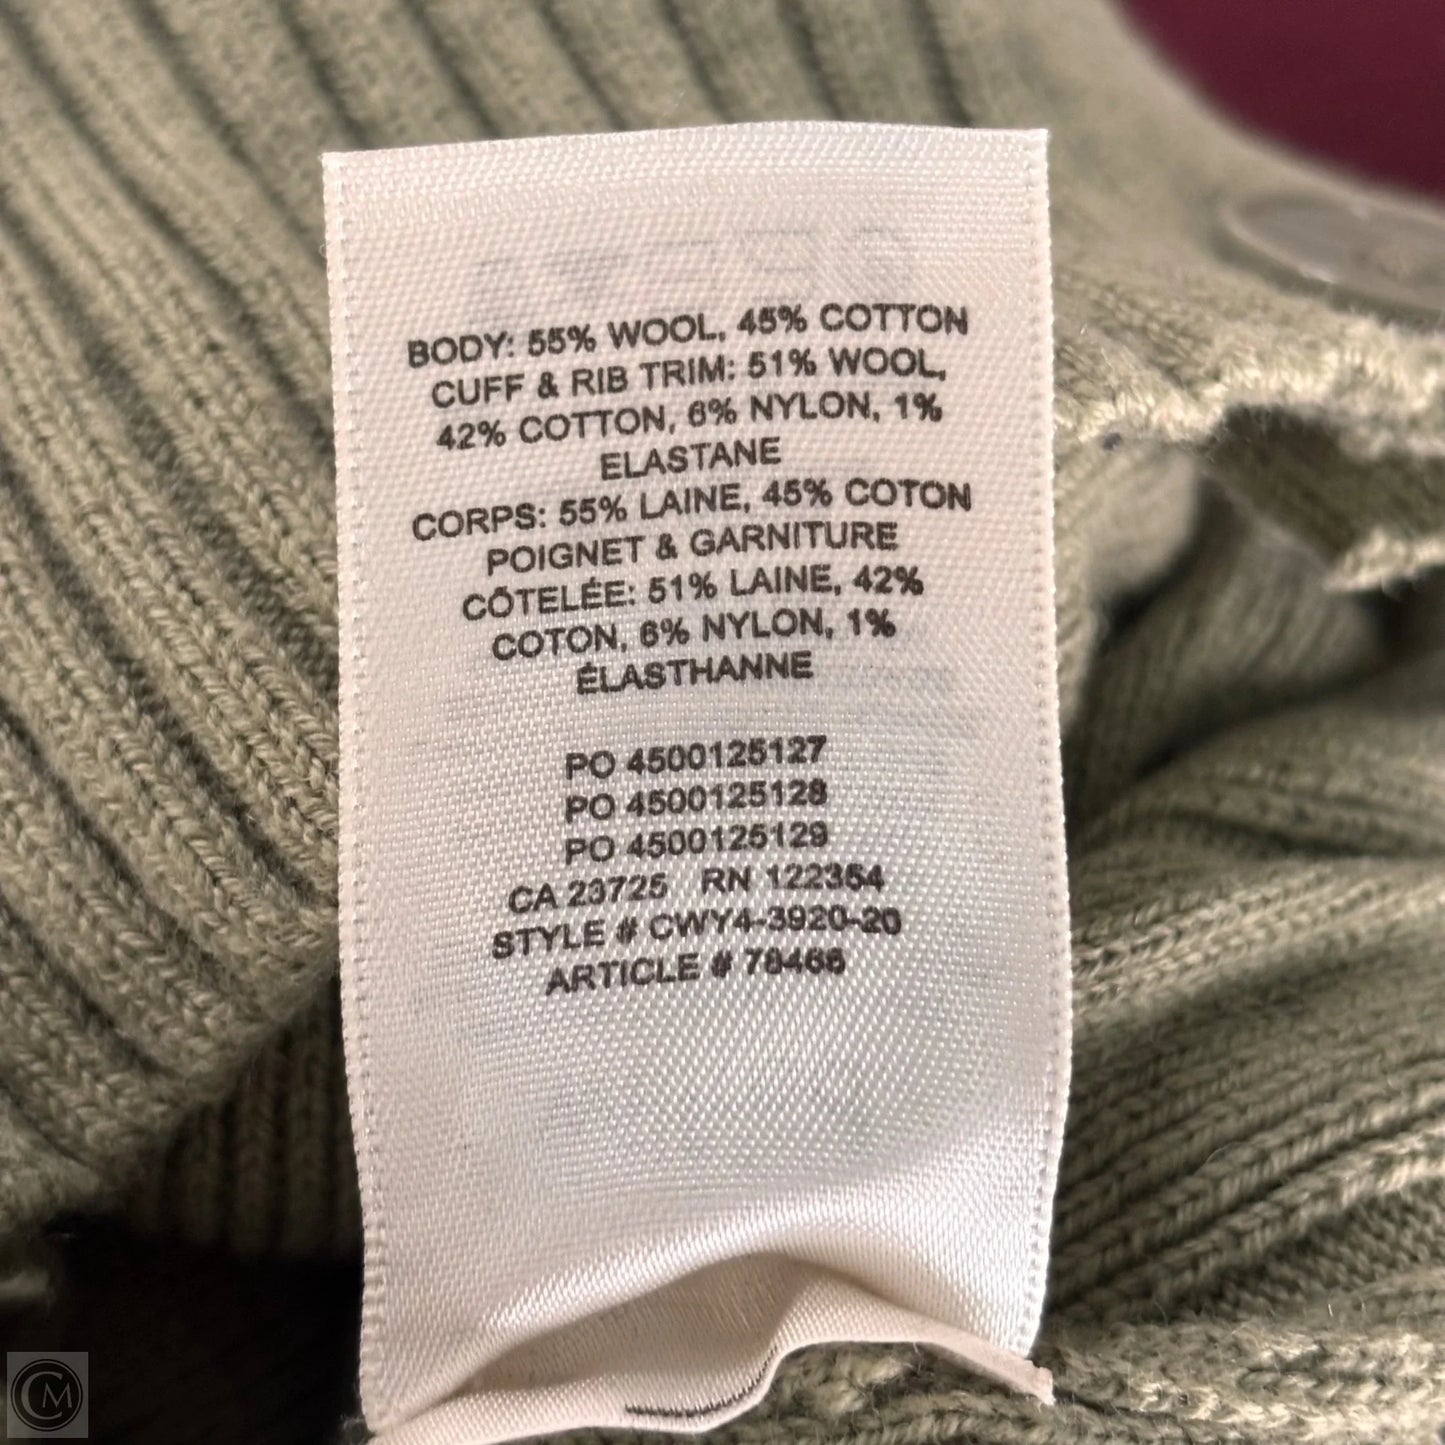 BODY: 55% WOOL, 45% COTTON
CUFF & RIB TRIM: 51% WOOL,
42% COTTON, 6% NYLON, 1%
ELASTANE
CORPS: 55% LAINE, 45% COTON
POIGNET & GARNITURE
CÔTELÉE: 51% LAINE, 42%
COTON, 6% NYLON, 1%
ÉLASTHANNE
PO 4500125127
PO 4500125128
PO 4500125129
CA 23725 RN 122354
STYLE # CWY4-3920-20
ARTICLE # 78466
CM